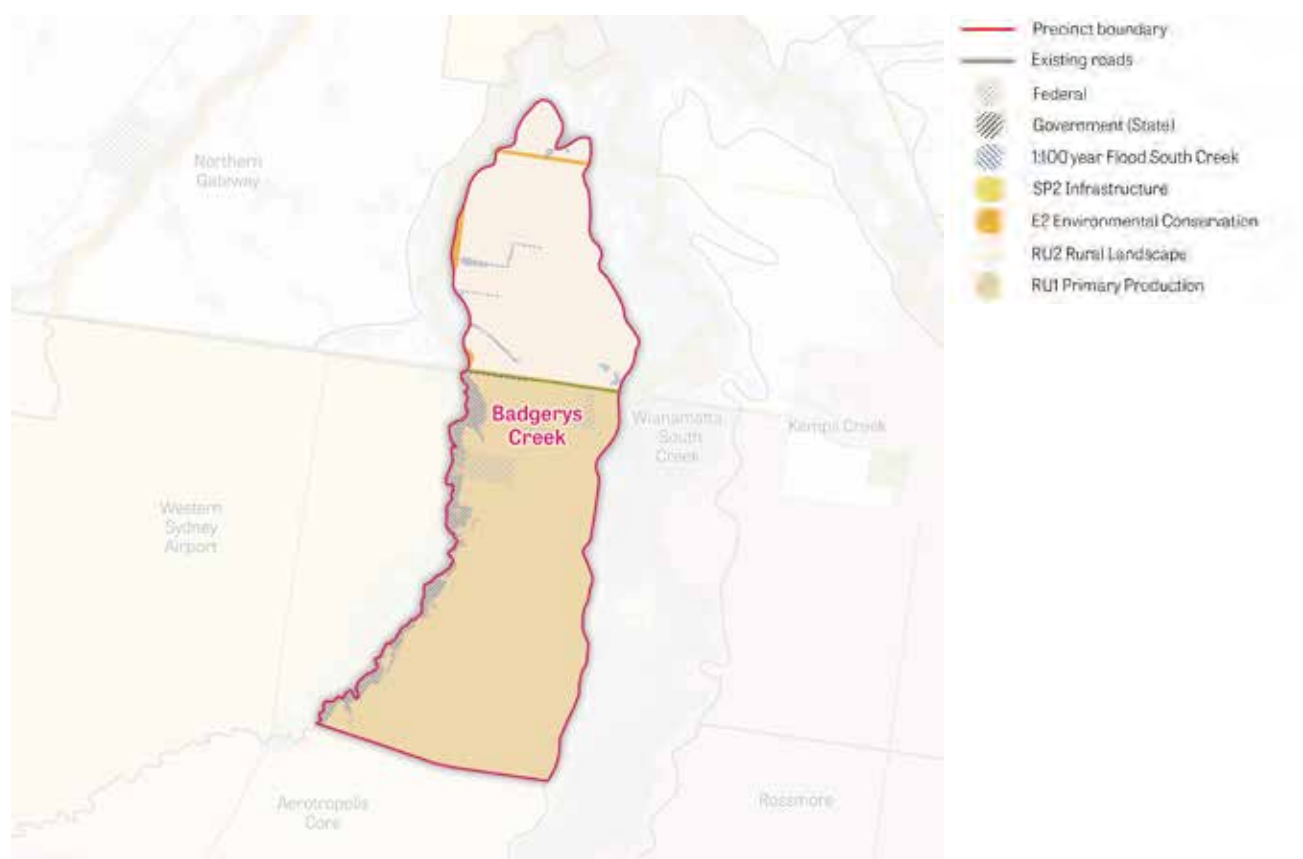 Precinct boundary
Existing roads
Federal
Government (State)
1:100 year Flood South Creek
SP2 Infrastructure
E2 Environmental Conservation
RU2 Rural Landscape
RU1 Primary Production
Northern
Gateway
Badgerys
Creek
Wianamatta
South
Creek
Kemps Creek
Western
Sydney
Airport
Aerotropolis
Core
Rossmore